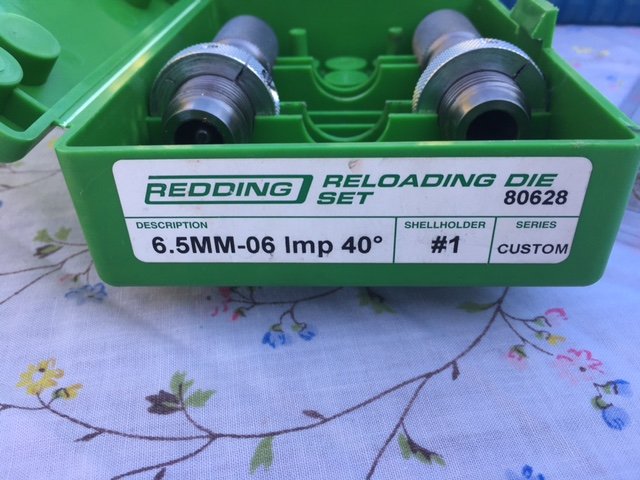 REDDING RELOADING DIE SET 80628
DESCRIPTION SHELLHOLDER SERIES
6.5MM-06 Imp 40° #1 CUSTOM